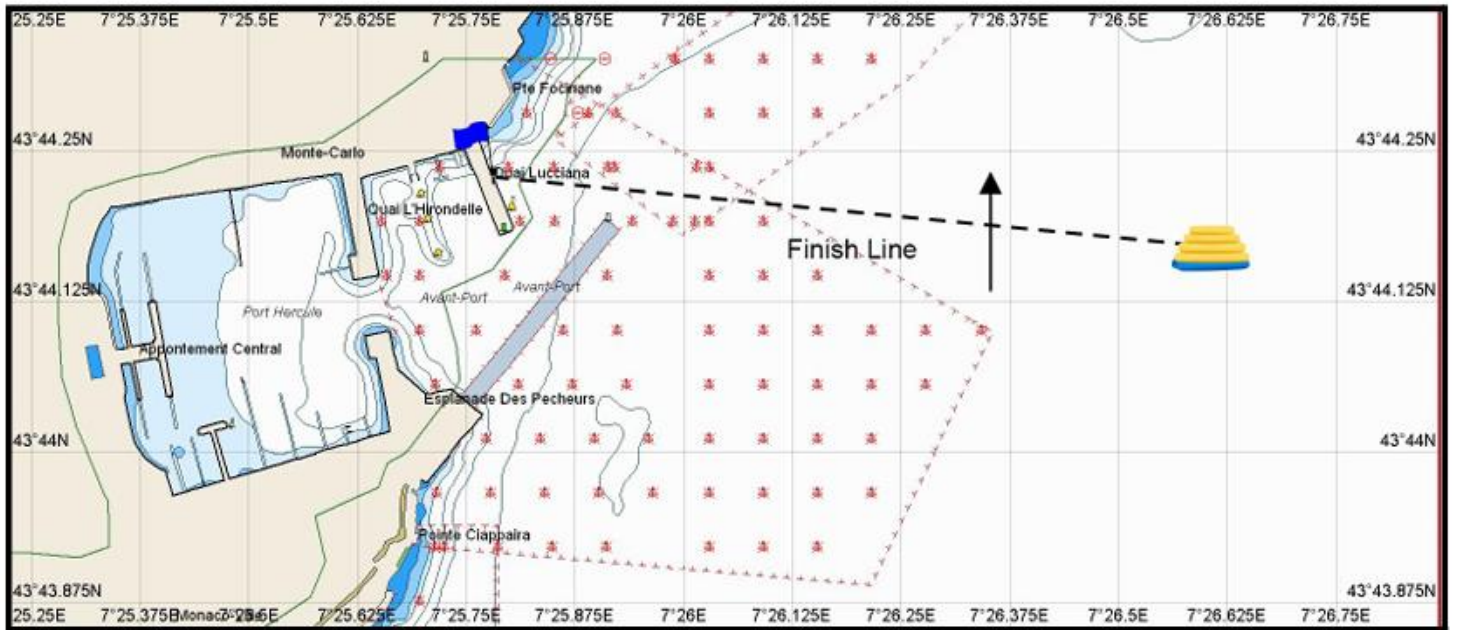 25.25E 7°25.375E 7°25.5E 7°25.625E 7°25.75E 7°25.875E 7°26E 7°26.125E 7°26.25E 7°26.375E 7°26.5E 7°26.625E 7°26.75E
Pte Focinane
43°44.25N 43°44.25N
Monte-Carlo
Quai Lucciana
Quai L'Hirondelle
Finish Line
43°44.125N 43°44.125N
Avant-Port Avant-Port
Port Hercule
Appontement Central
Esplanade Des Pecheurs
43°44N 43°44N
Pointe Ciappaira
43°43.875N 43°43.875N
25.25E 7°25.375E 7°25.5E 7°25.625E 7°25.75E 7°25.875E 7°26E 7°26.125E 7°26.25E 7°26.375E 7°26.5E 7°26.625E 7°26.75E